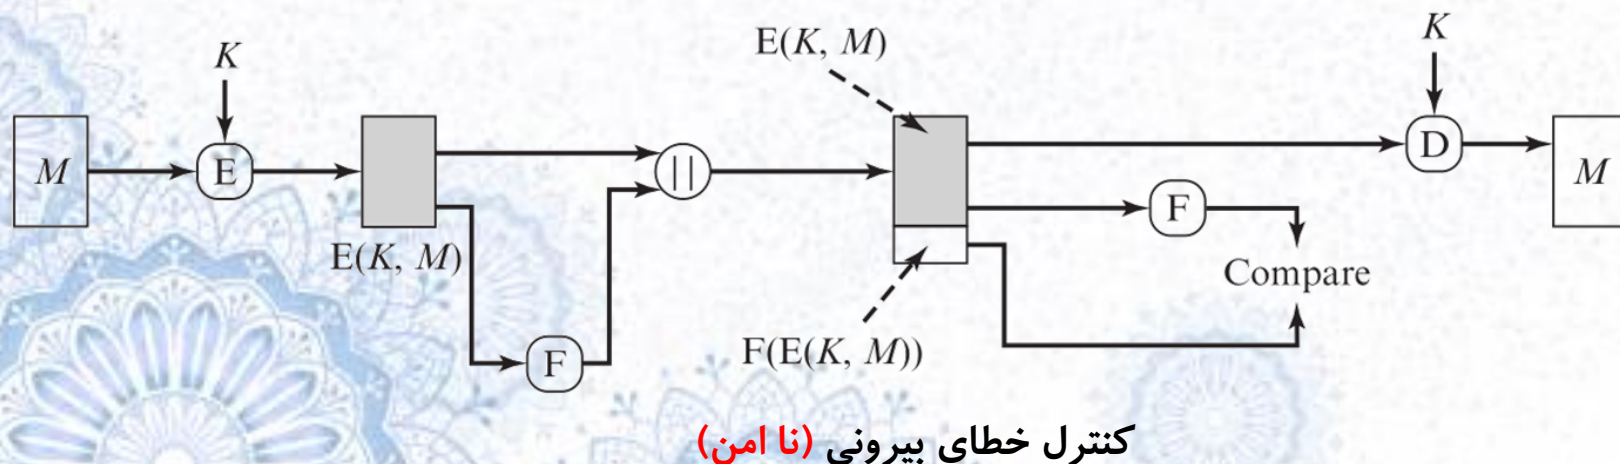 K
M
E
E(K, M)
F
||
E(K, M)
F(E(K, M))
F
Compare
K
D
M
کنترل خطای بیرونی (نا امن)